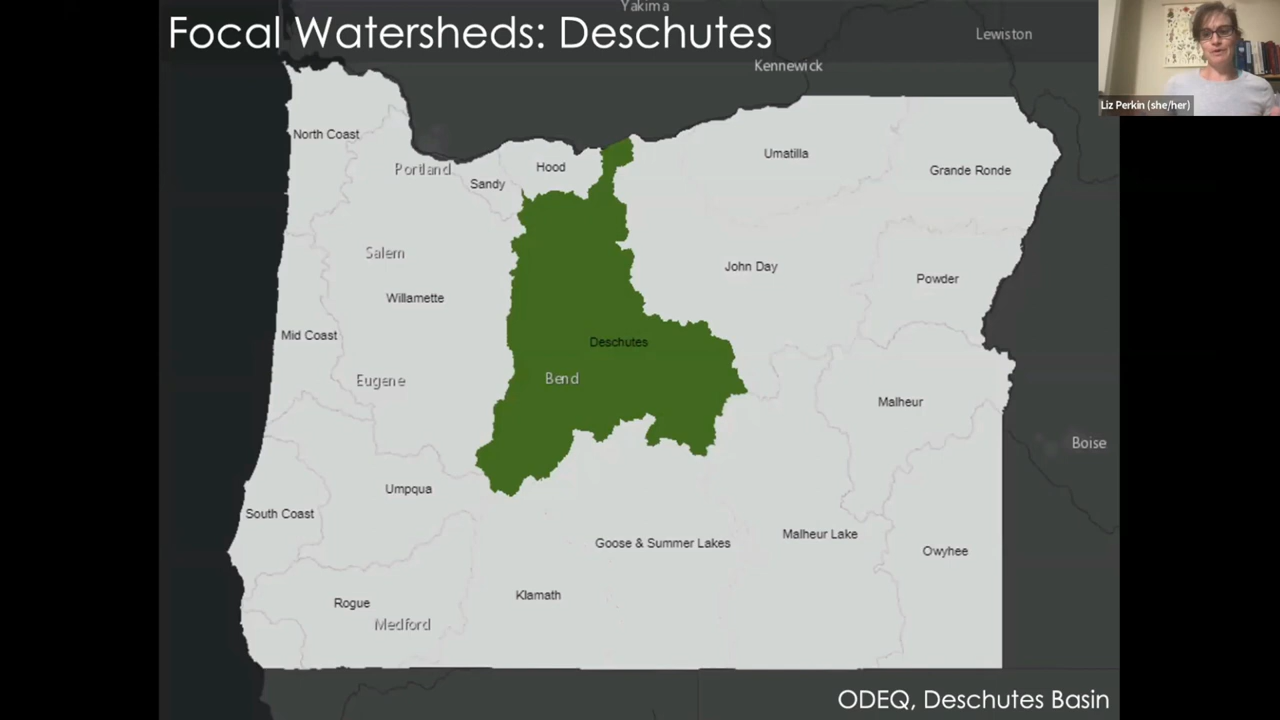 Yakima
Focal Watersheds: Deschutes
Lewiston
Kennewick
Liz Perkin (she/her)
North Coast
Portland
Sandy
Hood
Umatilla
Grande Ronde
Salem
Willamette
John Day
Powder
Mid Coast
Deschutes
Eugene
Bend
Malheur
Boise
Umpqua
South Coast
Goose & Summer Lakes
Malheur Lake
Owyhee
Klamath
Rogue
Medford
ODEQ, Deschutes Basin